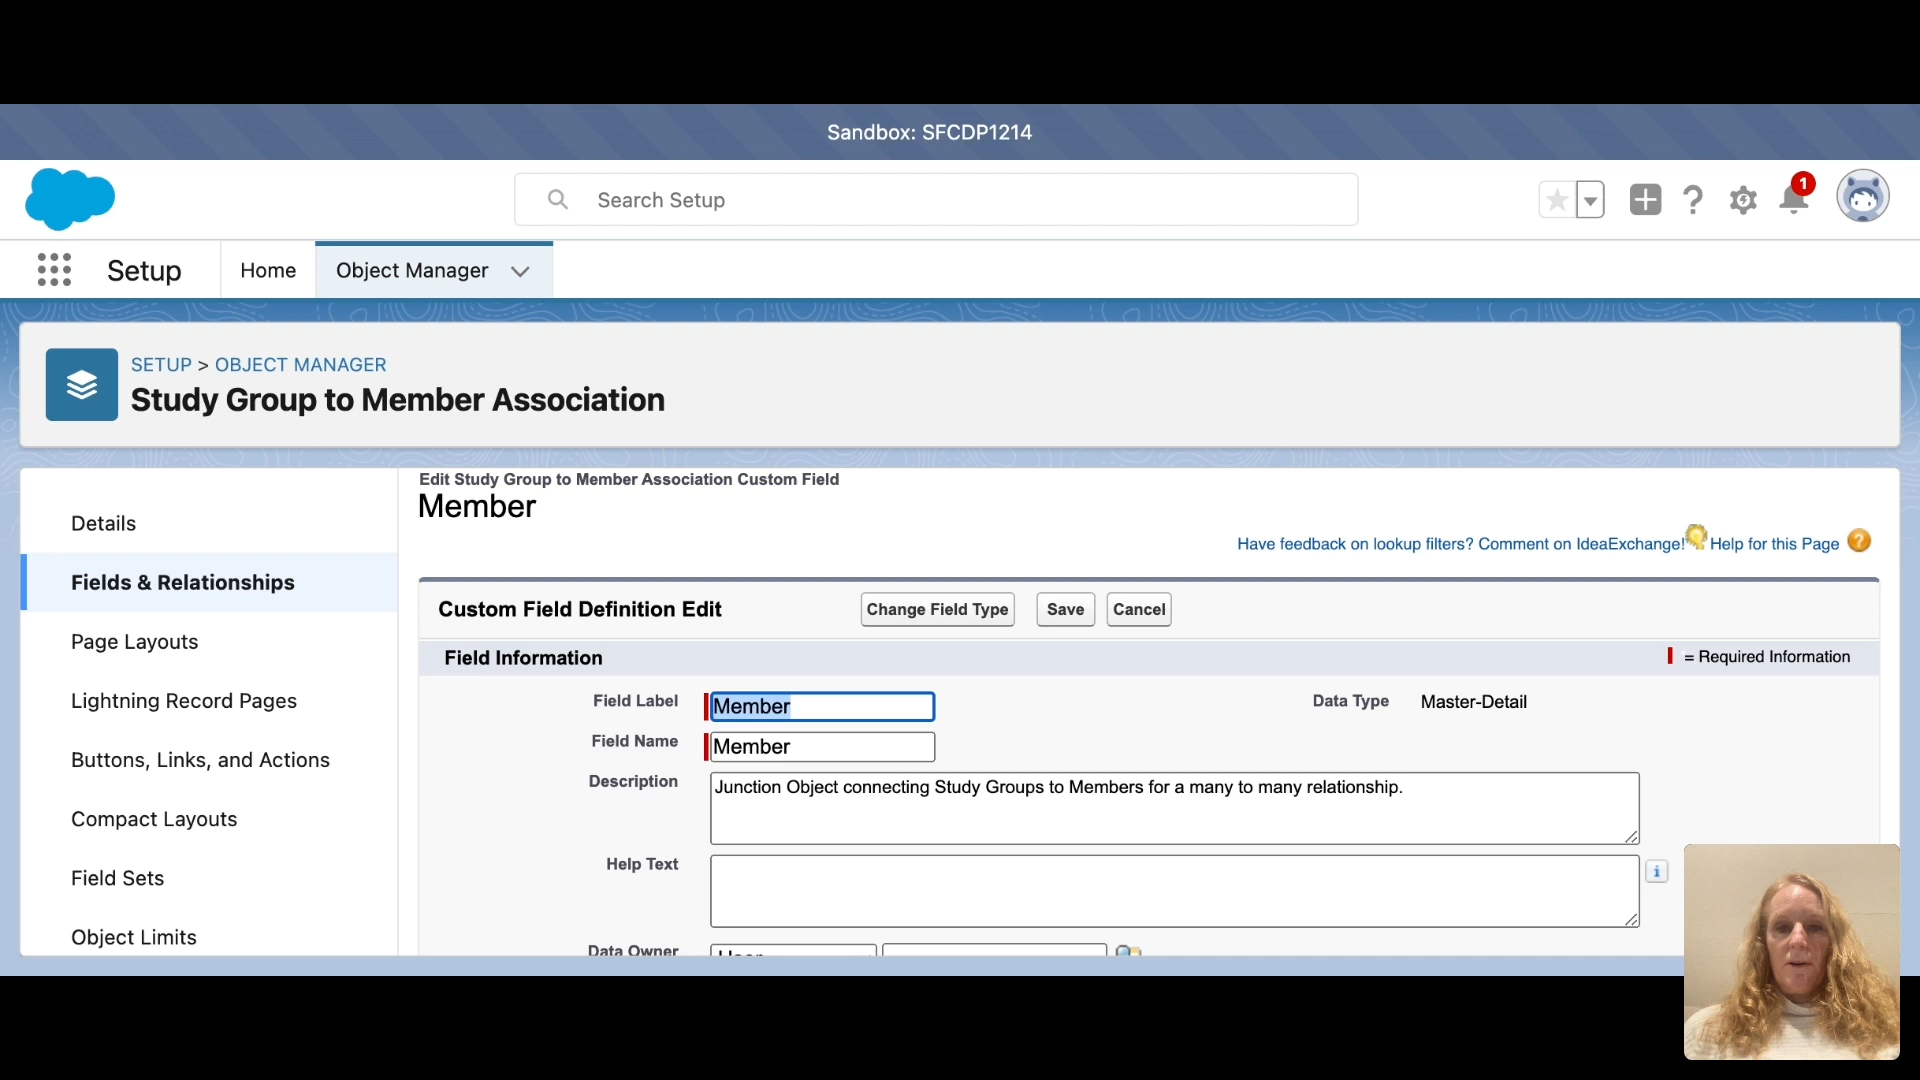 Sandbox: SFCDP1214
Search Setup
1
Setup
Home
Object Manager
SETUP > OBJECT MANAGER
Study Group to Member Association
Details
Fields & Relationships
Page Layouts
Lightning Record Pages
Buttons, Links, and Actions
Compact Layouts
Field Sets
Object Limits
Edit Study Group to Member Association Custom Field
Member
Have feedback on lookup filters? Comment on IdeaExchange! Help for this Page ?
Custom Field Definition Edit Change Field Type Save Cancel
Field Information = Required Information
Field Label Member Data Type Master-Detail
Field Name Member
Description Junction Object connecting Study Groups to Members for a many to many relationship.
Help Text
Data Owner User